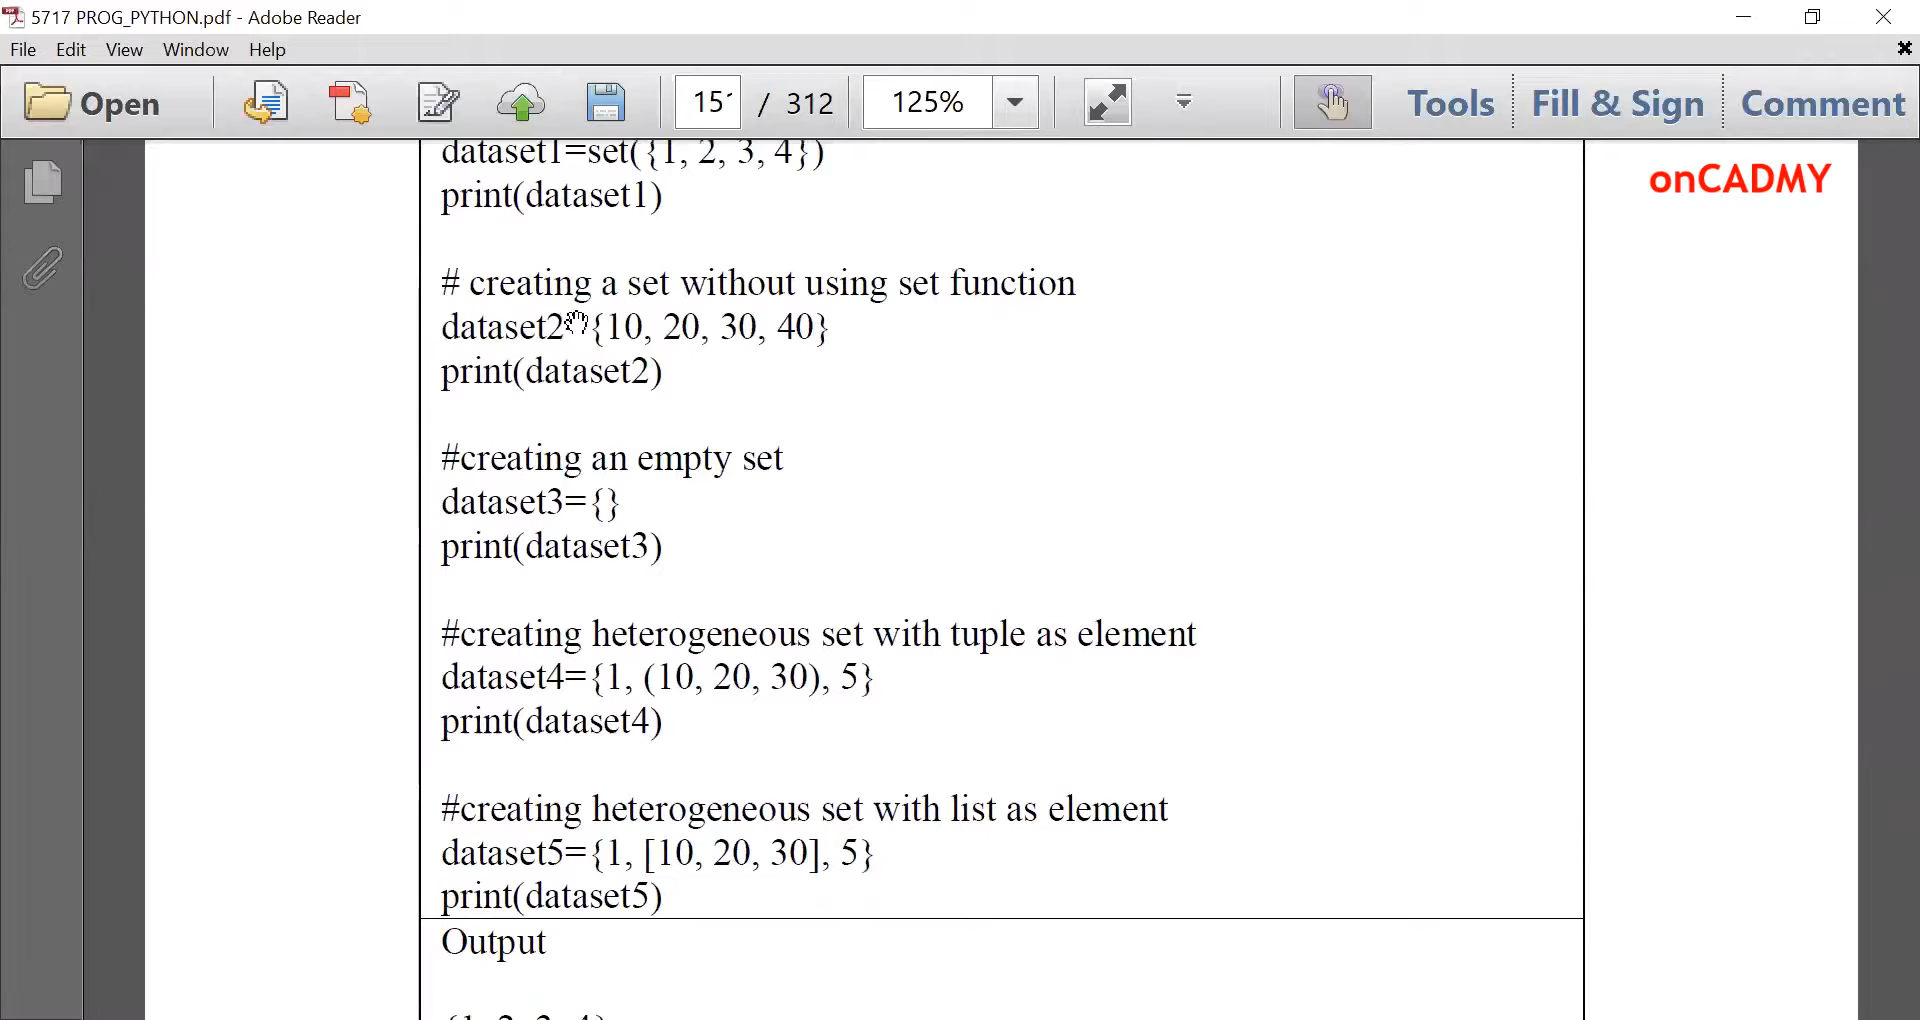 5717 PROG_PYTHON.pdf - Adobe Reader
File Edit View Window Help
Open 151 / 312 125% Tools Fill & Sign Comment
dataset1=set({1, 2, 3, 4})
print(dataset1)
onCADMY
# creating a set without using set function
dataset2={10, 20, 30, 40}
print(dataset2)
#creating an empty set
dataset3={}
print(dataset3)
#creating heterogeneous set with tuple as element
dataset4={1, (10, 20, 30), 5}
print(dataset4)
#creating heterogeneous set with list as element
dataset5={1, [10, 20, 30], 5}
print(dataset5)
Output